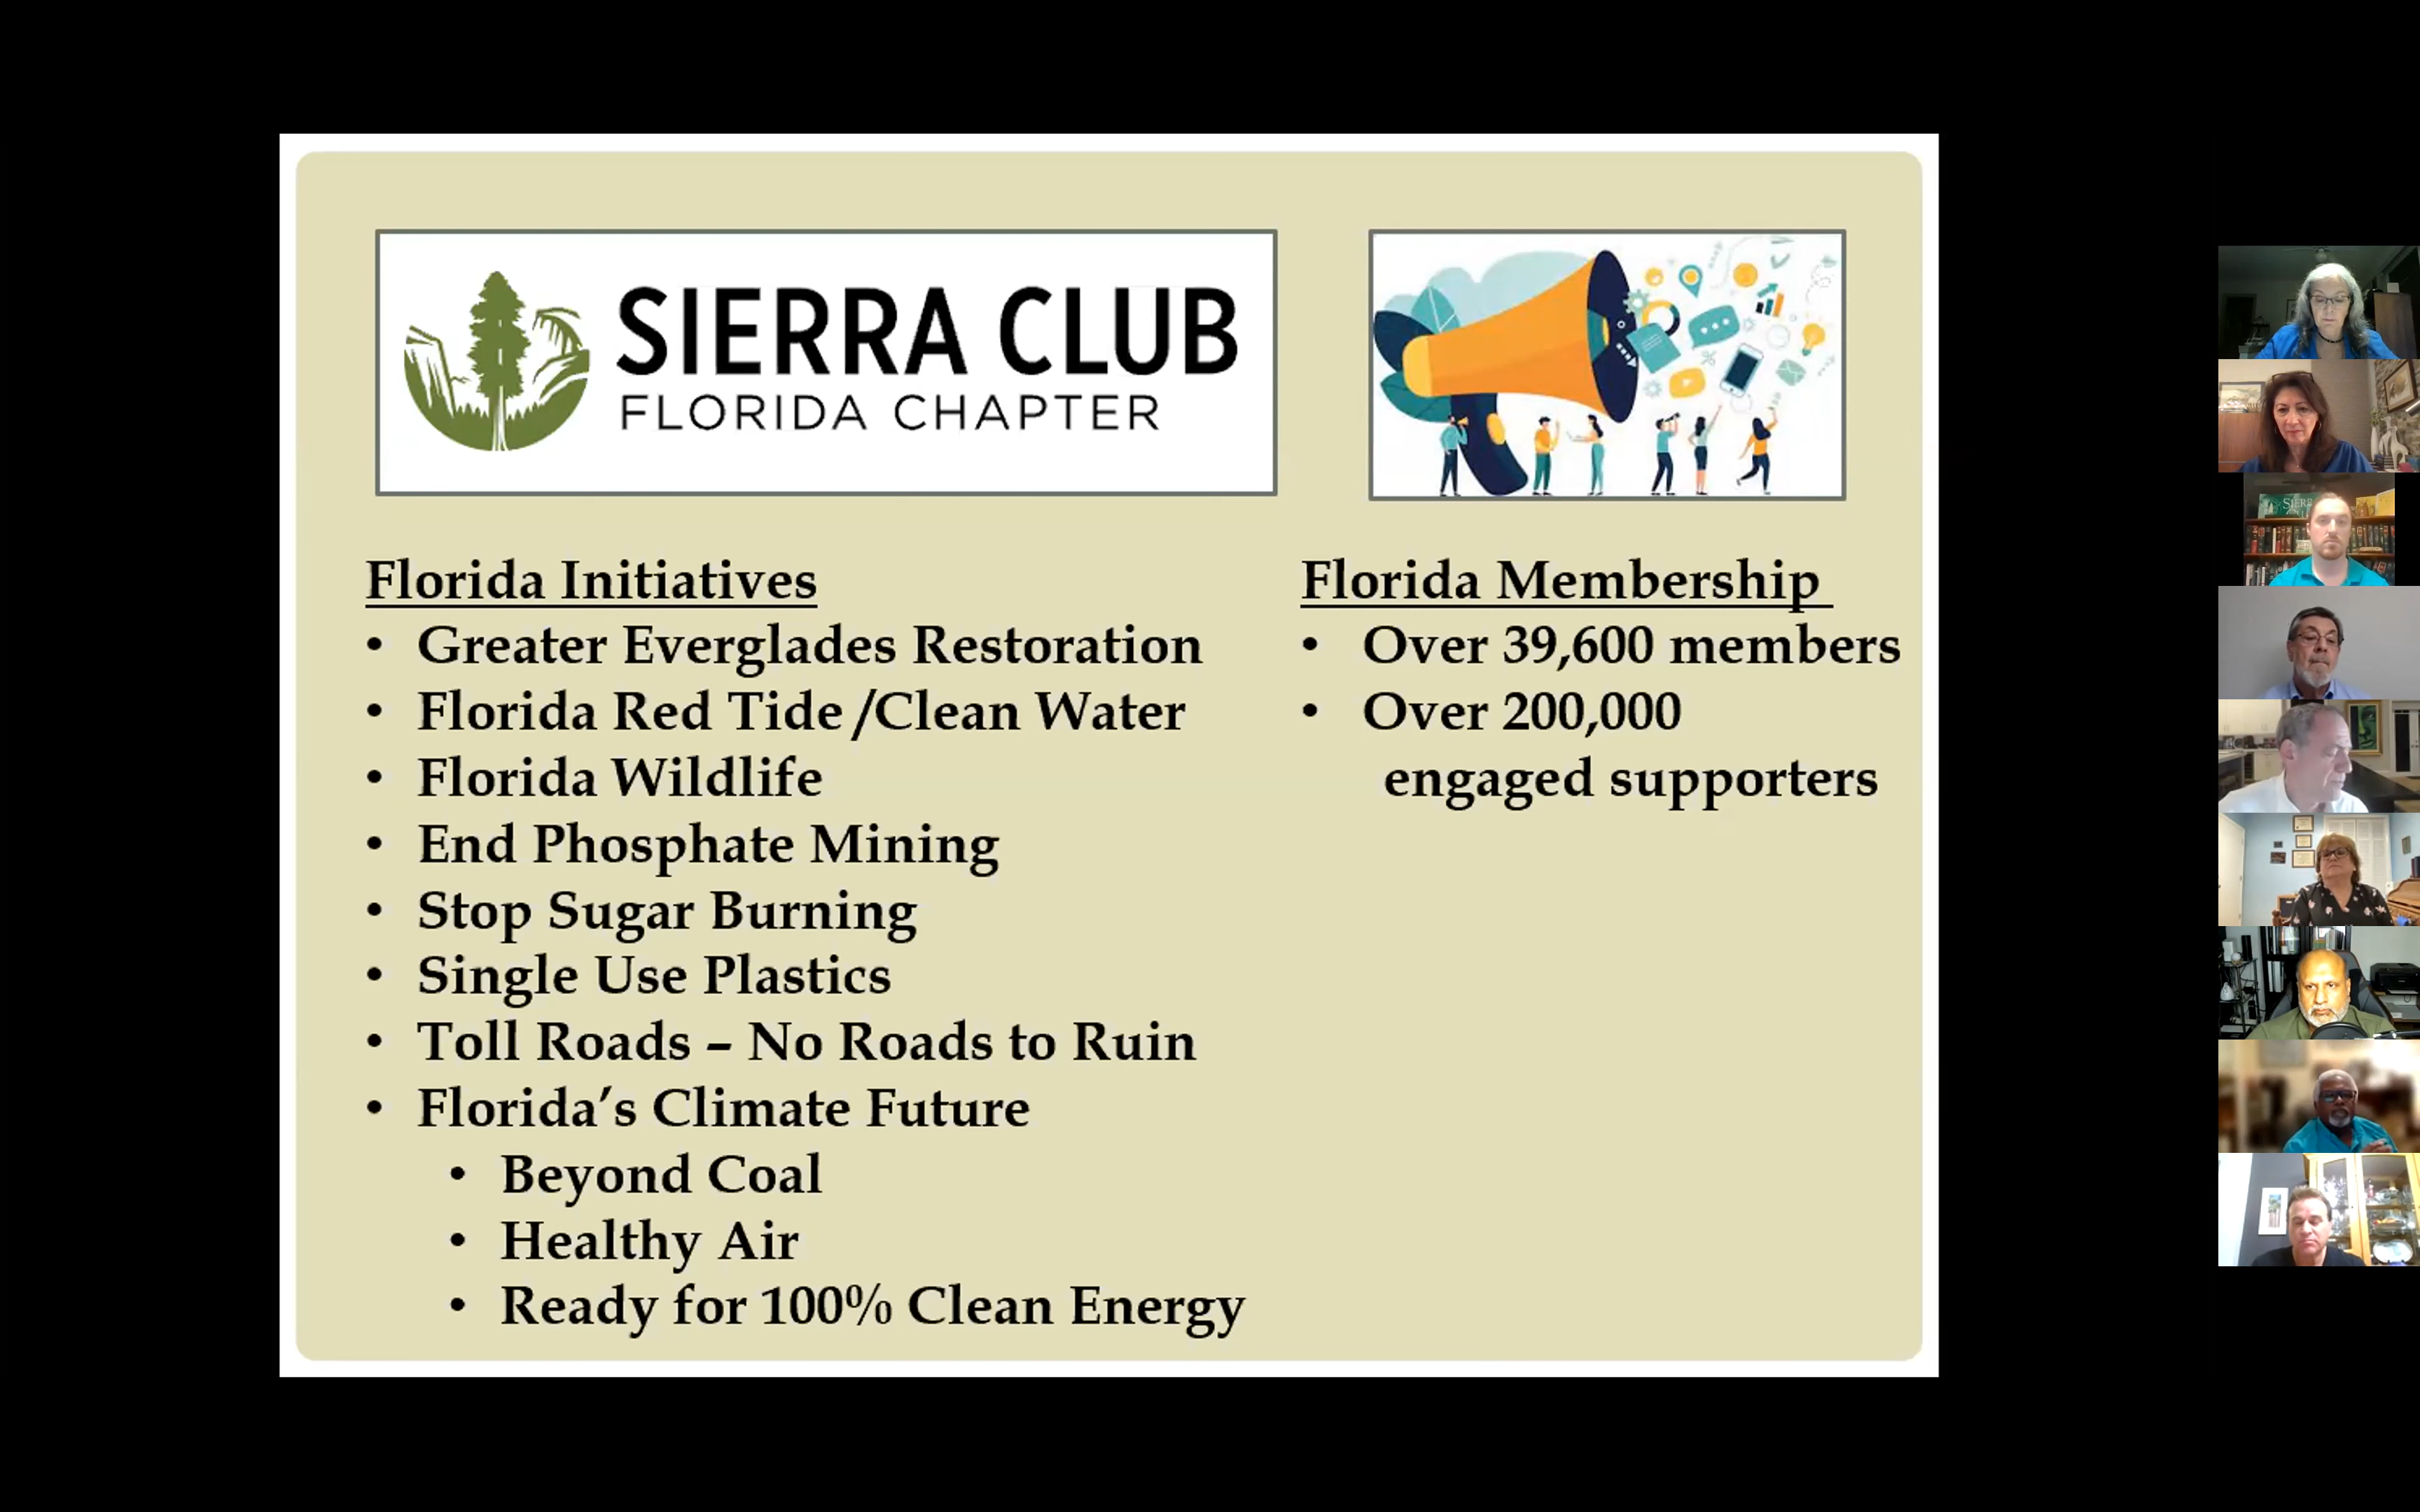 SIERRA CLUB
FLORIDA CHAPTER
Florida Initiatives
• Greater Everglades Restoration
• Florida Red Tide /Clean Water
• Florida Wildlife
• End Phosphate Mining
• Stop Sugar Burning
• Single Use Plastics
• Toll Roads – No Roads to Ruin
• Florida’s Climate Future
• Beyond Coal
• Healthy Air
• Ready for 100% Clean Energy
Florida Membership
• Over 39,600 members
• Over 200,000
engaged supporters